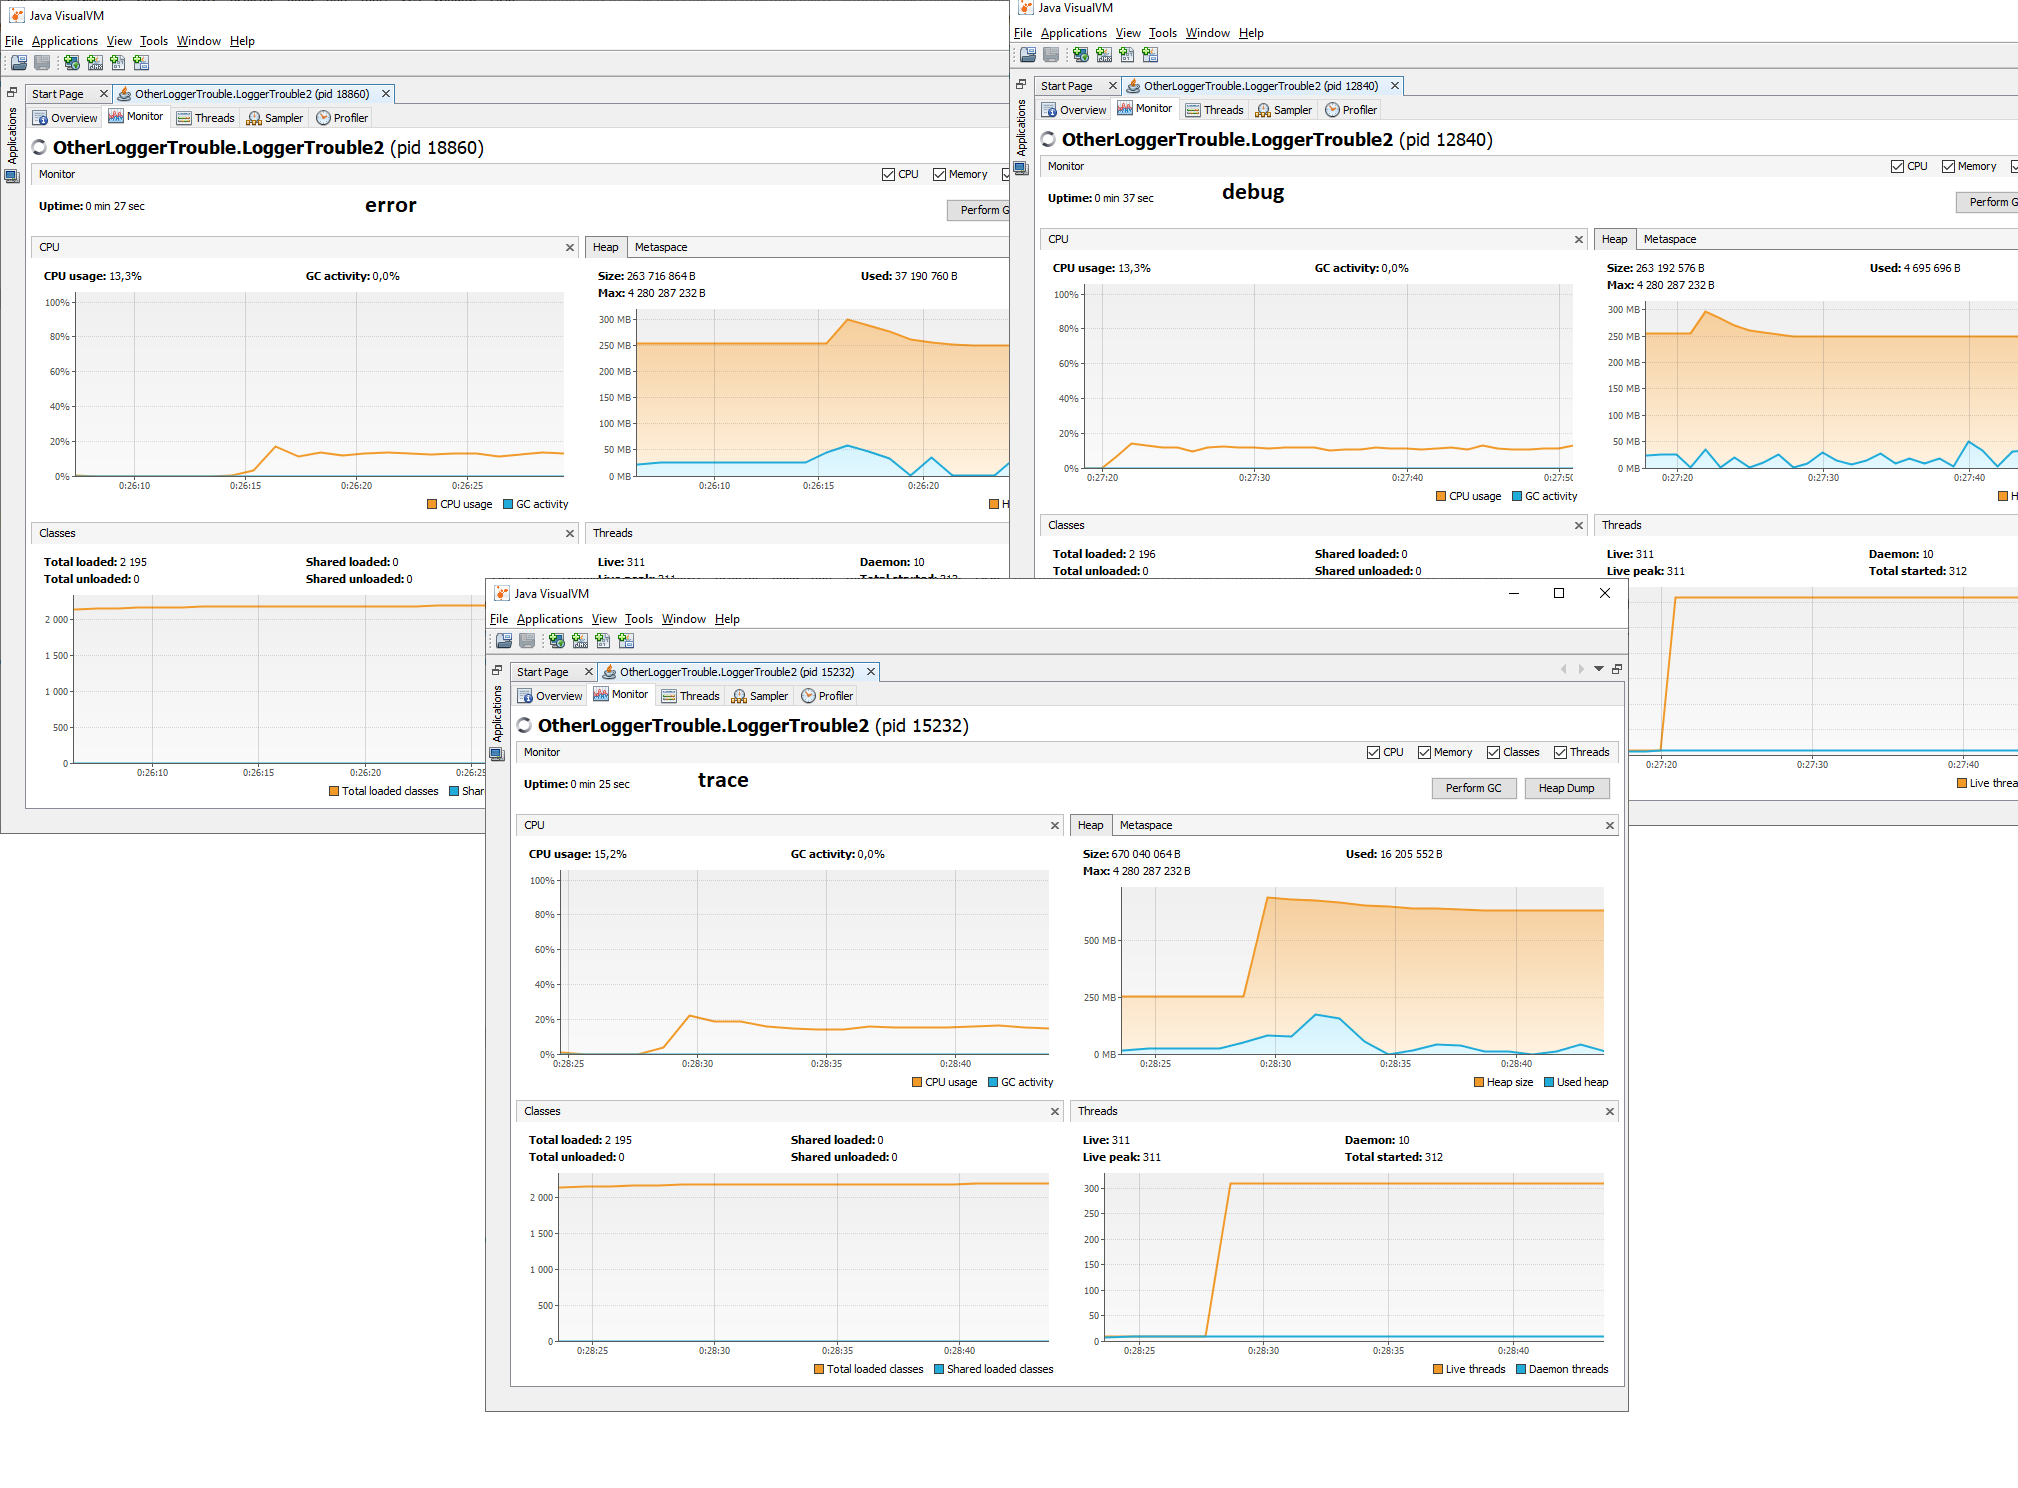 Java VisualVM
File Applications View Tools Window Help
Applications
Start Page OtherLoggerTrouble.LoggerTrouble2 (pid 18860)
Overview Monitor Threads Sampler Profiler
OtherLoggerTrouble.LoggerTrouble2 (pid 18860)
Monitor CPU Memory
Uptime: 0 min 27 sec
error
Perform G
CPU
CPU usage: 13,3% GC activity: 0,0%
100%
80%
60%
40%
20%
0%
0:26:10 0:26:15 0:26:20 0:26:25
CPU usage GC activity
Heap Metaspace
Size: 263 716 864 B Used: 37 190 760 B
Max: 4 280 287 232 B
300 MB
250 MB
200 MB
150 MB
100 MB
50 MB
0 MB
0:26:10 0:26:15 0:26:20
H
Classes
Total loaded: 2 195 Shared loaded: 0
Total unloaded: 0 Shared unloaded: 0
2 000
1 500
1 000
500
0
0:26:10 0:26:15 0:26:20 0:26:25
Total loaded classes Shar
Threads
Live: 311 Daemon: 10
Java VisualVM
File Applications View Tools Window Help
Applications
Start Page OtherLoggerTrouble.LoggerTrouble2 (pid 12840)
Overview Monitor Threads Sampler Profiler
OtherLoggerTrouble.LoggerTrouble2 (pid 12840)
Monitor CPU Memory
Uptime: 0 min 37 sec
debug
Perform G
CPU
CPU usage: 13,3% GC activity: 0,0%
100%
80%
60%
40%
20%
0%
0:27:20 0:27:30 0:27:40 0:27:50
CPU usage GC activity
Heap Metaspace
Size: 263 192 576 B Used: 4 695 696 B
Max: 4 280 287 232 B
300 MB
250 MB
200 MB
150 MB
100 MB
50 MB
0 MB
0:27:20 0:27:30 0:27:40
H
Classes
Total loaded: 2 196 Shared loaded: 0
Total unloaded: 0 Shared unloaded: 0
Threads
Live: 311 Daemon: 10
Live peak: 311 Total started: 312
0:27:20 0:27:30 0:27:40
Live threa
Java VisualVM
File Applications View Tools Window Help
Applications
Start Page OtherLoggerTrouble.LoggerTrouble2 (pid 15232)
Overview Monitor Threads Sampler Profiler
OtherLoggerTrouble.LoggerTrouble2 (pid 15232)
Monitor CPU Memory Classes Threads
Uptime: 0 min 25 sec
trace
Perform GC Heap Dump
CPU
CPU usage: 15,2% GC activity: 0,0%
100%
80%
60%
40%
20%
0%
0:28:25 0:28:30 0:28:35 0:28:40
CPU usage GC activity
Heap Metaspace
Size: 670 040 064 B Used: 16 205 552 B
Max: 4 280 287 232 B
500 MB
250 MB
0 MB
0:28:25 0:28:30 0:28:35 0:28:40
Heap size Used heap
Classes
Total loaded: 2 195 Shared loaded: 0
Total unloaded: 0 Shared unloaded: 0
2 000
1 500
1 000
500
0
0:28:25 0:28:30 0:28:35 0:28:40
Total loaded classes Shared loaded classes
Threads
Live: 311 Daemon: 10
Live peak: 311 Total started: 312
300
250
200
150
100
50
0
0:28:25 0:28:30 0:28:35 0:28:40
Live threads Daemon threads